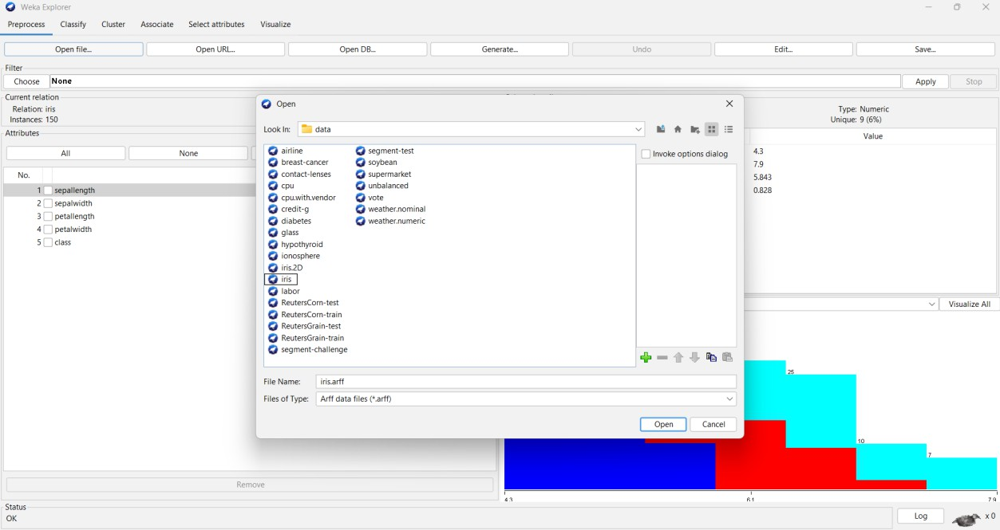 Weka Explorer
Preprocess Classify Cluster Associate Select attributes Visualize
Open file... Open URL... Open DB... Generate... Undo Edit... Save...
Filter
Choose None Apply Stop
Current relation
Relation: iris
Instances: 150
Type: Numeric
Unique: 9 (6%)
Attributes
All None
No.
1 sepallength
2 sepalwidth
3 petallength
4 petalwidth
5 class
Remove
Open
Look In: data
airline
breast-cancer
contact-lenses
cpu
cpu.with.vendor
credit-g
diabetes
glass
hypothyroid
ionosphere
iris.2D
iris
labor
ReutersCorn-test
ReutersCorn-train
ReutersGrain-test
ReutersGrain-train
segment-challenge
segment-test
soybean
supermarket
unbalanced
vote
weather.nominal
weather.numeric
Invoke options dialog
File Name: iris.arff
Files of Type: Arff data files (*.arff)
Open Cancel
Value
4.3
7.9
5.843
0.828
Visualize All
25
10
7
4.3 6.1 7.9
Status
OK
Log x 0